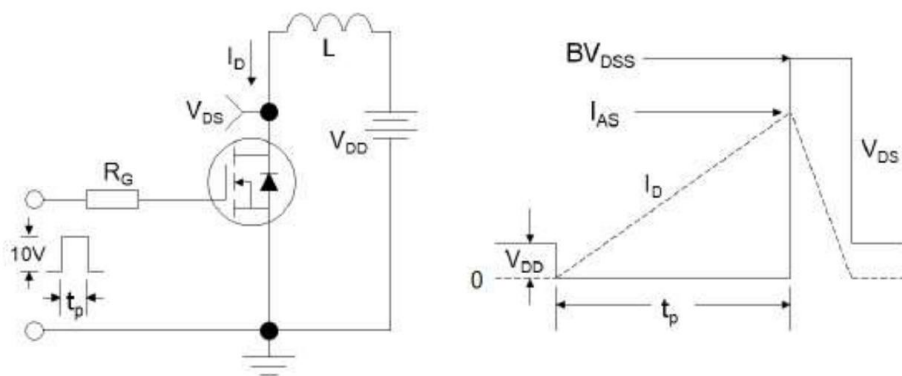 L
I_D
V_DS
V_DD
R_G
10V
t_p
BV_DSS
I_AS
V_DS
I_D
V_DD
0
t_p